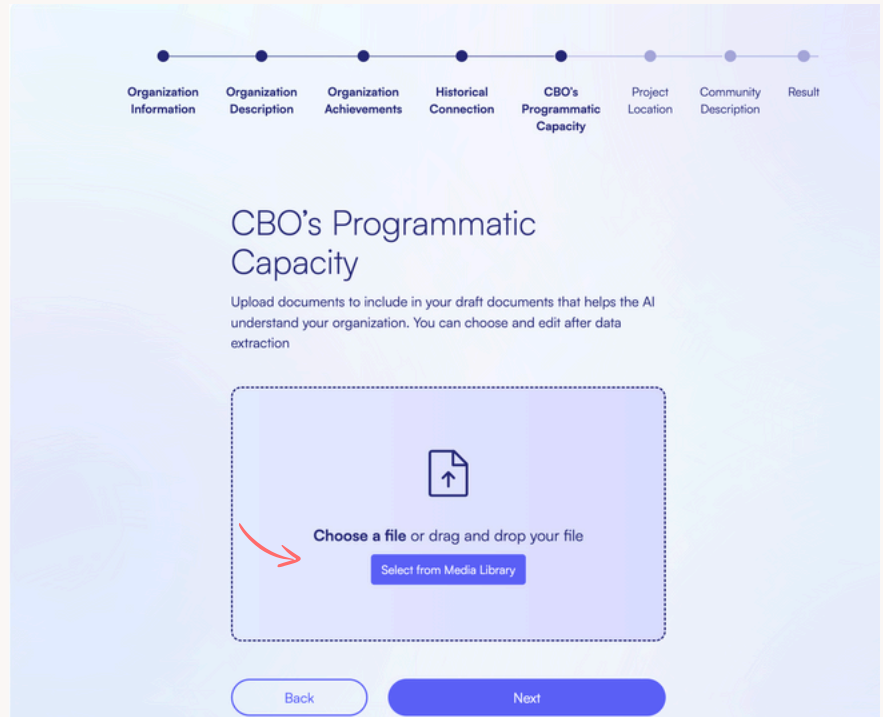 Organization Information
Organization Description
Organization Achievements
Historical Connection
CBO's Programmatic Capacity
Project Location
Community Description
Result
CBO's Programmatic
Capacity
Upload documents to include in your draft documents that helps the AI
understand your organization. You can choose and edit after data
extraction
Choose a file or drag and drop your file
Select from Media Library
Back
Next